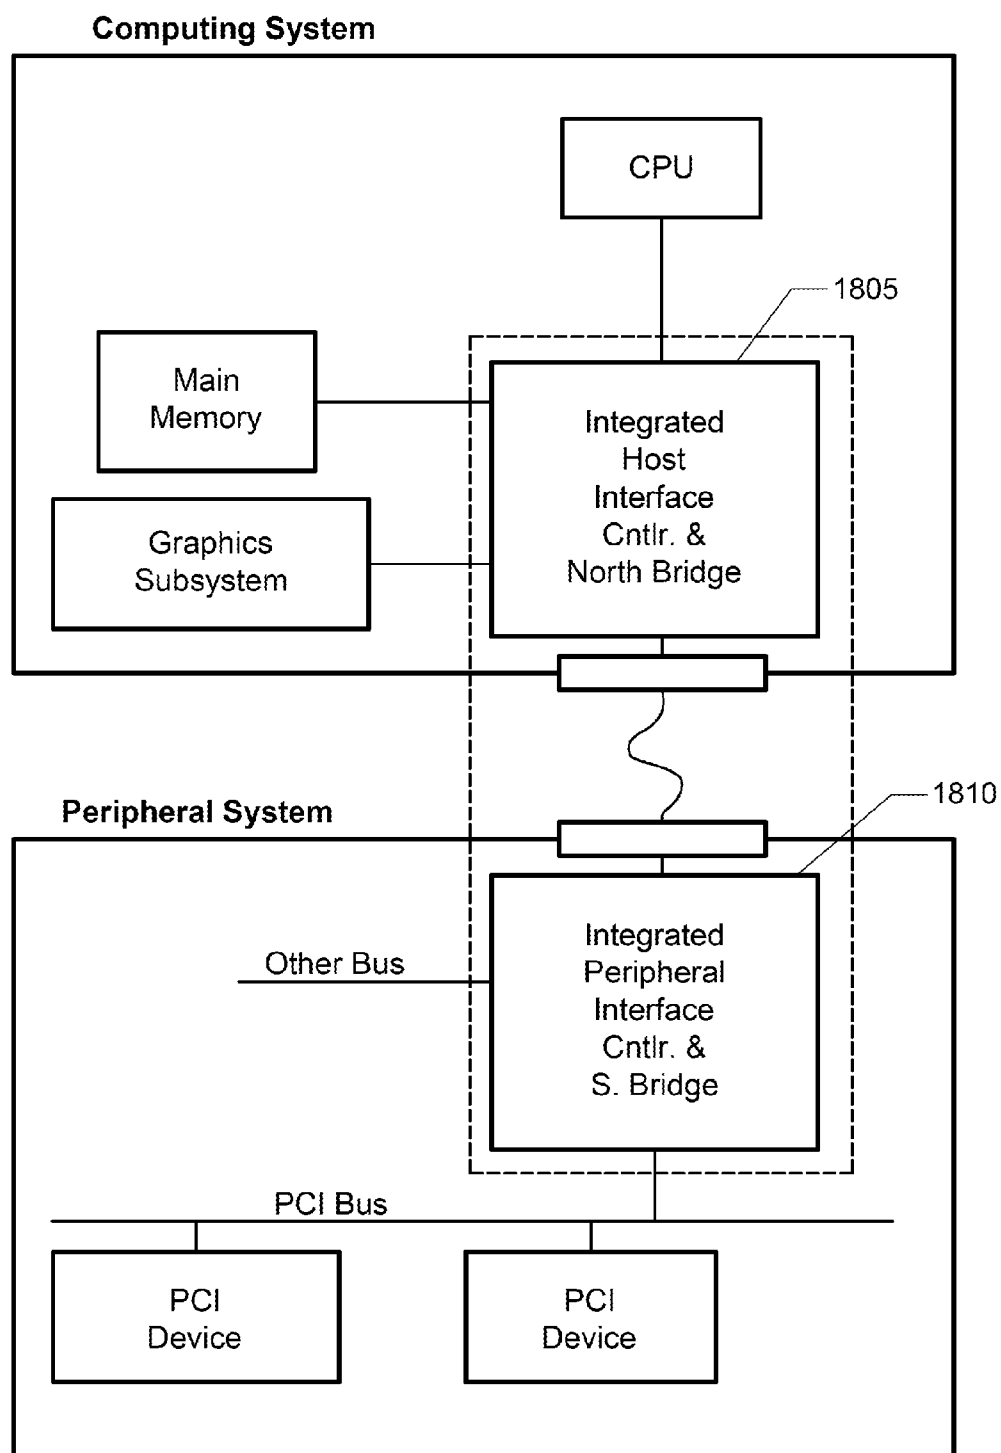 Computing System
CPU
1805
Main
Memory
Integrated
Host
Interface
Cntlr. &
North Bridge
Graphics
Subsystem
Peripheral System
1810
Integrated
Peripheral
Interface
Cntlr. &
S. Bridge
Other Bus
PCI Bus
PCI
Device
PCI
Device